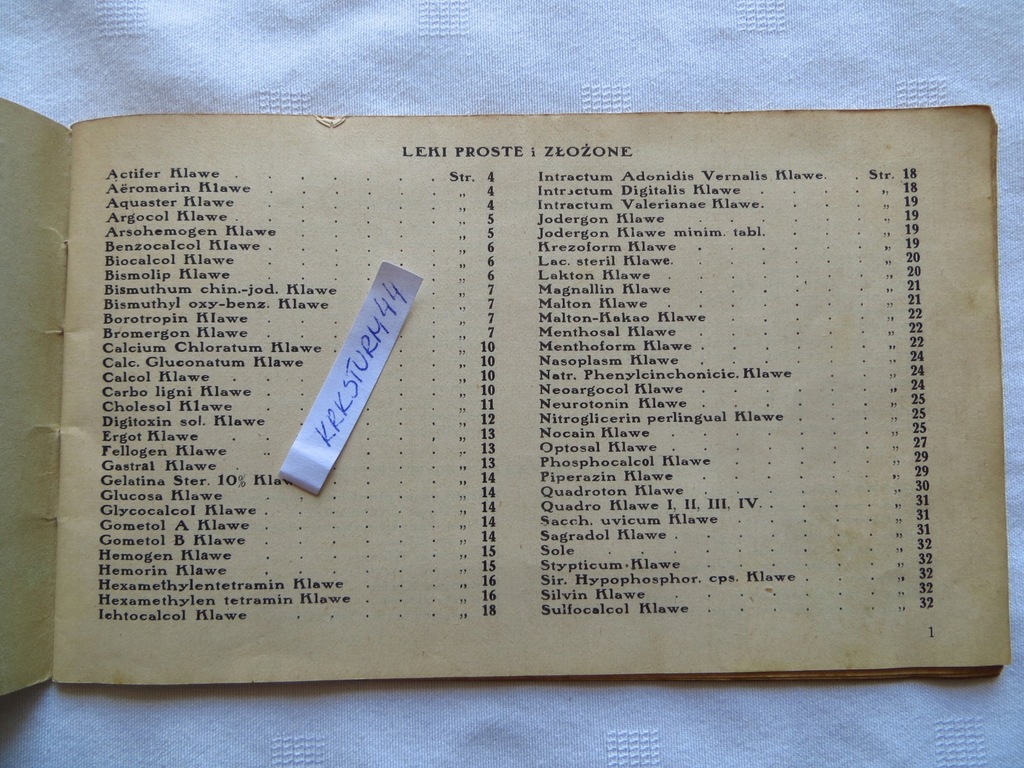 LEKI PROSTE i ZŁOŻONE
Actifer Klawe . . . . . . Str. 4
Aëromarin Klawe . . . . . „ 4
Aquaster Klawe . . . . . . „ 4
Argocol Klawe . . . . . . „ 5
Arsohemogen Klawe . . . . . „ 5
Benzocalcol Klawe . . . . . . „ 6
Biocalcol Klawe . . . . . . „ 6
Bismolip Klawe . . . . . . „ 6
Bismuthum chin.-jod. Klawe . . . „ 7
Bismuthyl oxy-benz. Klawe . . . „ 7
Borotropin Klawe . . . . . „ 7
Bromergon Klawe . . . . . „ 7
Calcium Chloratum Klawe . . . „ 10
Calc. Gluconatum Klawe . . . „ 10
Calcol Klawe . . . . . . „ 10
Carbo ligni Klawe . . . . . „ 10
Cholesol Klawe . . . . . . „ 11
Digitoxin sol. Klawe . . . . . „ 12
Ergot Klawe . . . . . . „ 13
Fellogen Klawe . . . . . . „ 13
Gastral Klawe . . . . . . „ 13
Gelatina Ster. 10% Klaw . . . „ 14
Glucosa Klawe . . . . . . „ 14
Glycocalcol Klawe . . . . . . „ 14
Gometol A Klawe . . . . . „ 14
Gometol B Klawe . . . . . „ 14
Hemogen Klawe . . . . . . „ 15
Hemorin Klawe . . . . . . „ 15
Hexamethylentetramin Klawe . . . „ 16
Hexamethylen tetramin Klawe . . . „ 16
Ichtocalcol Klawe . . . . . . „ 18
K.R.K.STURM44
Intractum Adonidis Vernalis Klawe. . Str. 18
Intractum Digitalis Klawe . . . „ 18
Intractum Valerianae Klawe. . . . „ 19
Jodergon Klawe . . . . . . „ 19
Jodergon Klawe minim. tabl. . . . „ 19
Krezoform Klawe . . . . . „ 19
Lac. steril Klawe. . . . . . „ 20
Lakton Klawe . . . . . . „ 20
Magnallin Klawe . . . . . . „ 21
Malton Klawe . . . . . . „ 21
Malton-Kakao Klawe . . . . „ 22
Menthosal Klawe . . . . . „ 22
Menthoform Klawe . . . . . „ 22
Nasoplasm Klawe . . . . . „ 24
Natr. Phenylcinchonicic. Klawe . . „ 24
Neoargocol Klawe . . . . . „ 24
Neurotonin Klawe . . . . . „ 25
Nitroglicerin perlingual Klawe . . . „ 25
Nocain Klawe . . . . . . „ 25
Optosal Klawe . . . . . . „ 27
Phosphocalcol Klawe . . . . „ 29
Piperazin Klawe . . . . . . „ 29
Quadroton Klawe . . . . . „ 30
Quadro Klawe I, II, III, IV. . . . „ 31
Sacch. uvicum Klawe . . . . „ 31
Sagradol Klawe . . . . . . „ 31
Sole . . . . . . . . „ 32
Stypticum Klawe . . . . . „ 32
Sir. Hypophosphor. cps. Klawe . . . „ 32
Silvin Klawe . . . . . . „ 32
Sulfocalcol Klawe . . . . . „ 32
1